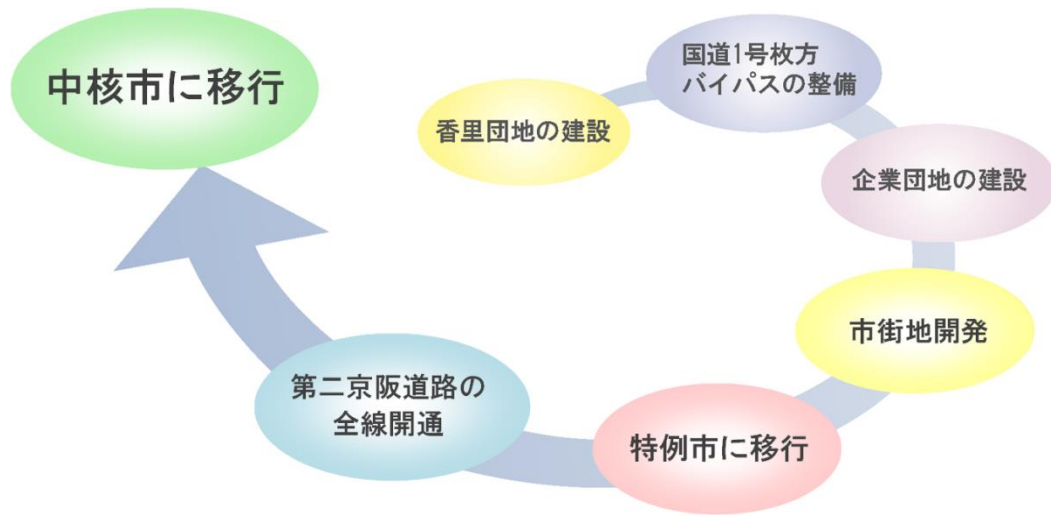 中核市に移行
国道1号枚方
バイパスの整備
香里団地の建設
企業団地の建設
市街地開発
第二京阪道路の
全線開通
特例市に移行